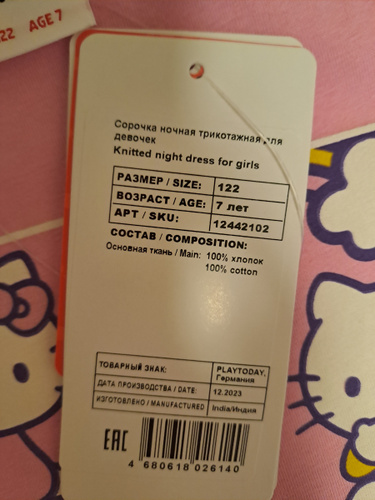 22 AGE 7
Сорочка ночная трикотажная для
девочек
Knitted night dress for girls
РАЗМЕР / SIZE: 122
ВОЗРАСТ / AGE: 7 лет
АРТ / SKU: 12442102
СОСТАВ / COMPOSITION:
Основная ткань / Main: 100% хлопок
100% cotton
ТОВАРНЫЙ ЗНАК: PLAYTODAY,
Германия
ДАТА ПРОИЗВОДСТВА / DATE: 12.2023
ИЗГОТОВЛЕНО / MANUFACTURED India/Индия
EAC
4 680618 026140